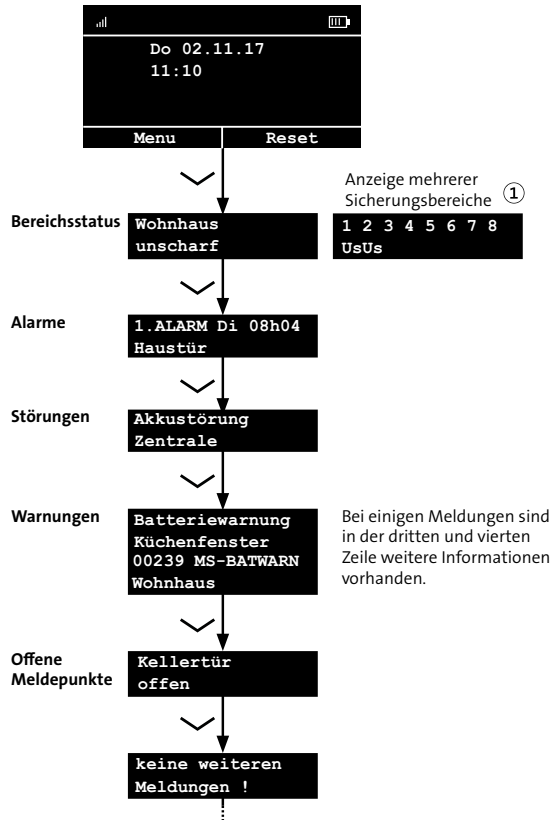 Do 02.11.17
11:10
Menu Reset
Anzeige mehrerer
Sicherungsbereiche ①
Bereichsstatus
Wohnhaus
unscharf
1 2 3 4 5 6 7 8
UsUs
Alarme
1.ALARM Di 08h04
Haustür
Störungen
Akkustörung
Zentrale
Warnungen
Batteriewarnung
Küchenfenster
00239 MS-BATWARN
Wohnhaus
Bei einigen Meldungen sind
in der dritten und vierten
Zeile weitere Informationen
vorhanden.
Offene
Meldepunkte
Kellertür
offen
keine weiteren
Meldungen !